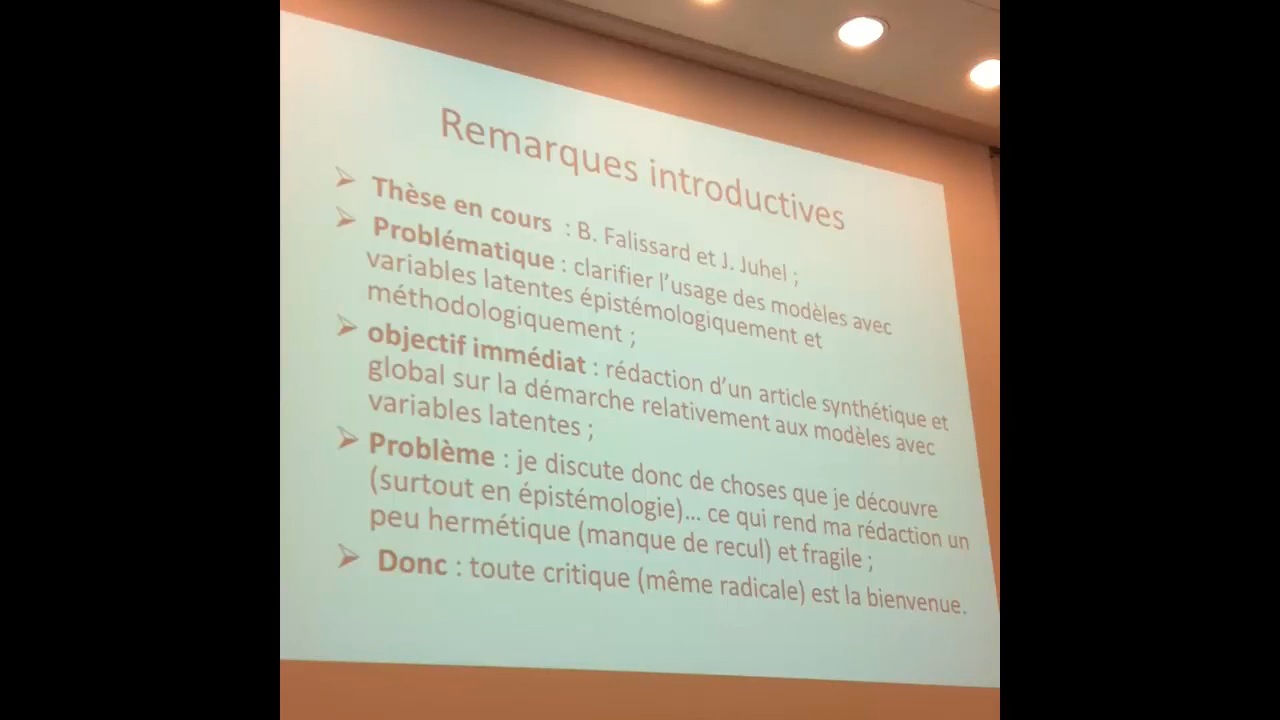 Remarques introductives
Thèse en cours : B. Falissard et J. Juhel ;
Problématique : clarifier l'usage des modèles avec
variables latentes épistémologiquement et
méthodologiquement ;
objectif immédiat : rédaction d'un article synthétique et
global sur la démarche relativement aux modèles avec
variables latentes ;
Problème : je discute donc de choses que je découvre
(surtout en épistémologie)... ce qui rend ma rédaction un
peu hermétique (manque de recul) et fragile ;
Donc : toute critique (même radicale) est la bienvenue.